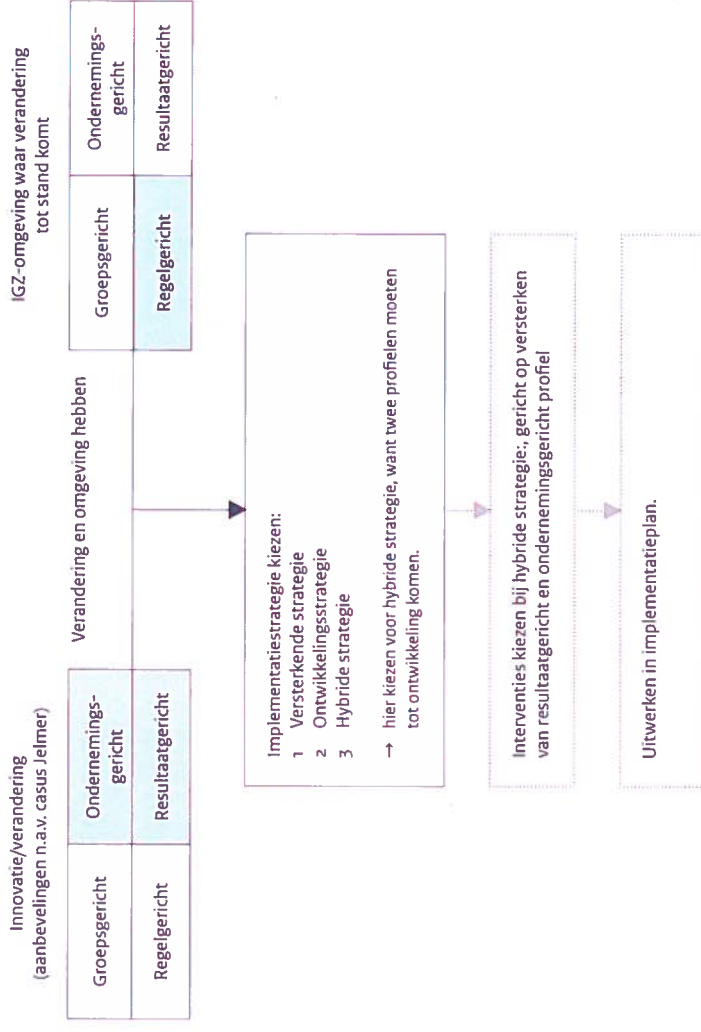 Innovatie/verandering
(aanbevelingen n.a.v. casus Jelmer)
Groepsgericht
Ondernemings-
gericht
Regelgericht
Resultaatgericht
Verandering en omgeving hebben
IGZ-omgeving waar verandering
tot stand komt
Groepsgericht
Ondernemings-
gericht
Regelgericht
Resultaatgericht
Implementatiestrategie kiezen:
1 Versterkende strategie
2 Ontwikkelingsstrategie
3 Hybride strategie
→ hier kiezen voor hybride strategie, want twee profielen moeten
tot ontwikkeling komen.
Interventies kiezen bij hybride strategie:, gericht op versterken
van resultaatgericht en ondernemingsgericht profiel
Uitwerken in implementatieplan.